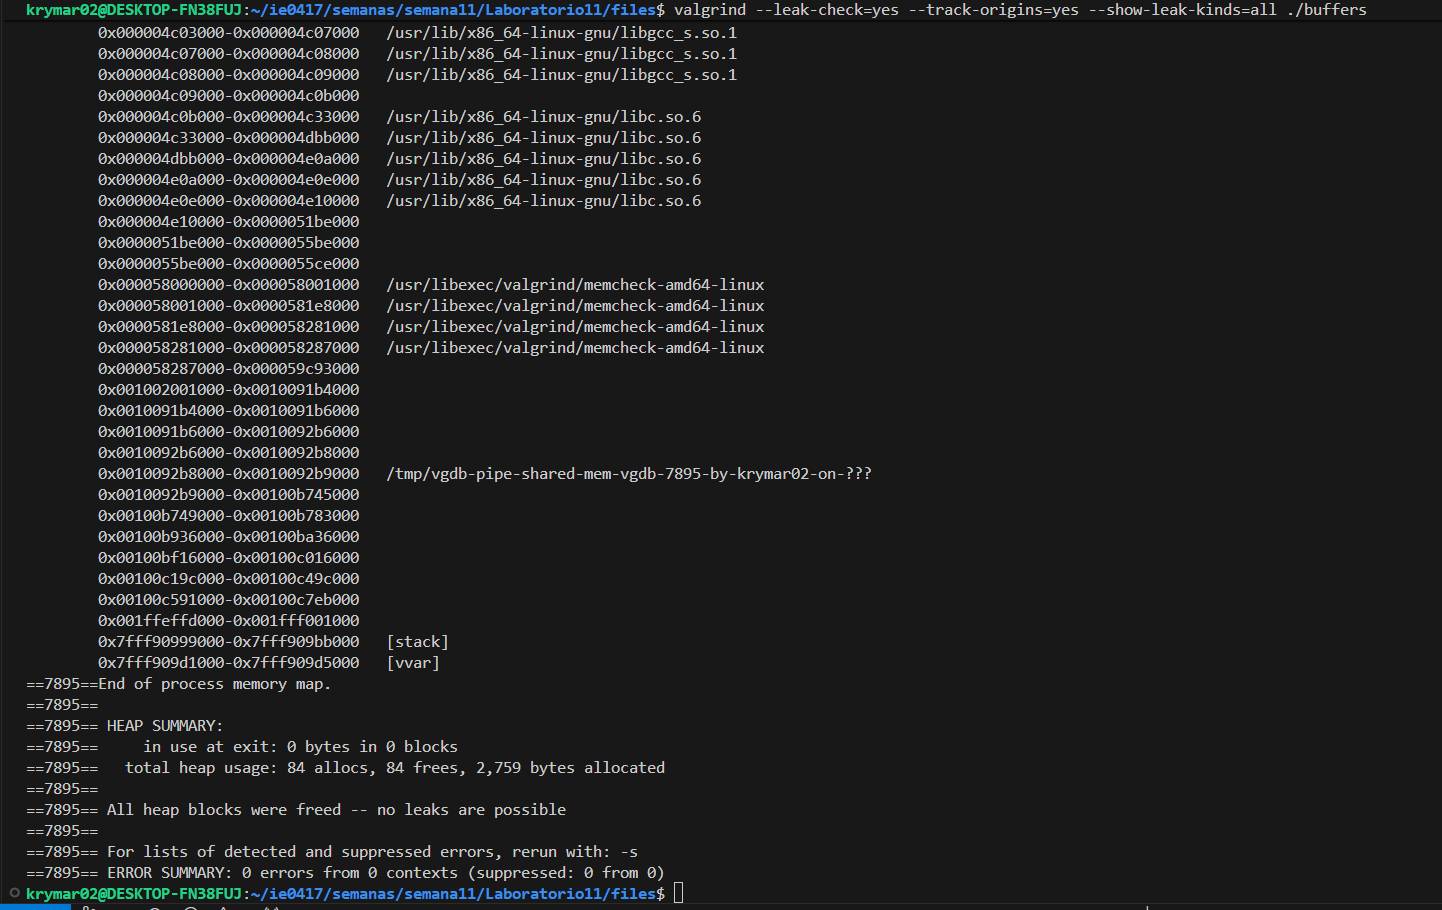 krymar02@DESKTOP-FN38FUJ:~/ie0417/semanas/semana11/Laboratorio11/files$ valgrind --leak-check=yes --track-origins=yes --show-leak-kinds=all ./buffers
0x000004c03000-0x000004c07000   /usr/lib/x86_64-linux-gnu/libgcc_s.so.1
0x000004c07000-0x000004c08000   /usr/lib/x86_64-linux-gnu/libgcc_s.so.1
0x000004c08000-0x000004c09000   /usr/lib/x86_64-linux-gnu/libgcc_s.so.1
0x000004c09000-0x000004c0b000
0x000004c0b000-0x000004c33000   /usr/lib/x86_64-linux-gnu/libc.so.6
0x000004c33000-0x000004dbb000   /usr/lib/x86_64-linux-gnu/libc.so.6
0x000004dbb000-0x000004e0a000   /usr/lib/x86_64-linux-gnu/libc.so.6
0x000004e0a000-0x000004e0e000   /usr/lib/x86_64-linux-gnu/libc.so.6
0x000004e0e000-0x000004e10000   /usr/lib/x86_64-linux-gnu/libc.so.6
0x000004e10000-0x0000051be000
0x0000051be000-0x0000055be000
0x0000055be000-0x0000055ce000
0x000058000000-0x000058001000   /usr/libexec/valgrind/memcheck-amd64-linux
0x000058001000-0x0000581e8000   /usr/libexec/valgrind/memcheck-amd64-linux
0x0000581e8000-0x000058281000   /usr/libexec/valgrind/memcheck-amd64-linux
0x000058281000-0x000058287000   /usr/libexec/valgrind/memcheck-amd64-linux
0x000058287000-0x000059c93000
0x001002001000-0x0010091b4000
0x0010091b4000-0x0010091b6000
0x0010091b6000-0x0010092b6000
0x0010092b6000-0x0010092b8000
0x0010092b8000-0x0010092b9000   /tmp/vgdb-pipe-shared-mem-vgdb-7895-by-krymar02-on-???
0x0010092b9000-0x00100b745000
0x00100b749000-0x00100b783000
0x00100b936000-0x00100ba36000
0x00100bf16000-0x00100c016000
0x00100c19c000-0x00100c49c000
0x00100c591000-0x00100c7eb000
0x001ffeffd000-0x001fff001000
0x7fff90999000-0x7fff909bb000   [stack]
0x7fff909d1000-0x7fff909d5000   [vvar]
==7895==End of process memory map.
==7895==
==7895== HEAP SUMMARY:
==7895==     in use at exit: 0 bytes in 0 blocks
==7895==   total heap usage: 84 allocs, 84 frees, 2,759 bytes allocated
==7895==
==7895== All heap blocks were freed -- no leaks are possible
==7895==
==7895== For lists of detected and suppressed errors, rerun with: -s
==7895== ERROR SUMMARY: 0 errors from 0 contexts (suppressed: 0 from 0)
krymar02@DESKTOP-FN38FUJ:~/ie0417/semanas/semana11/Laboratorio11/files$